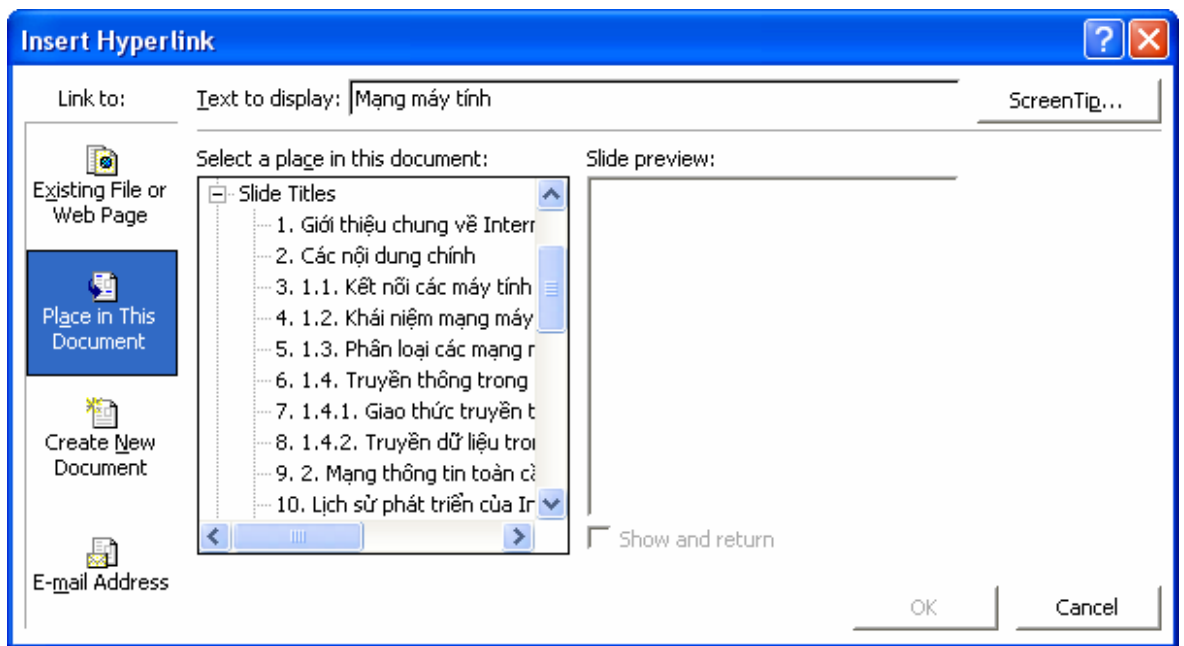 Insert Hyperlink
Link to:
Text to display: Mạng máy tính
ScreenTip...
Existing File or
Web Page
Place in This
Document
Create New
Document
E-mail Address
Select a place in this document:
Slide Titles
1. Giới thiệu chung về Intern
2. Các nội dung chính
3. 1.1. Kết nối các máy tính
4. 1.2. Khái niệm mạng máy
5. 1.3. Phân loại các mạng
6. 1.4. Truyền thông trong
7. 1.4.1. Giao thức truyền t
8. 1.4.2. Truyền dữ liệu tro
9. 2. Mạng thông tin toàn cầ
10. Lịch sử phát triển của In
Slide preview:
Show and return
OK
Cancel